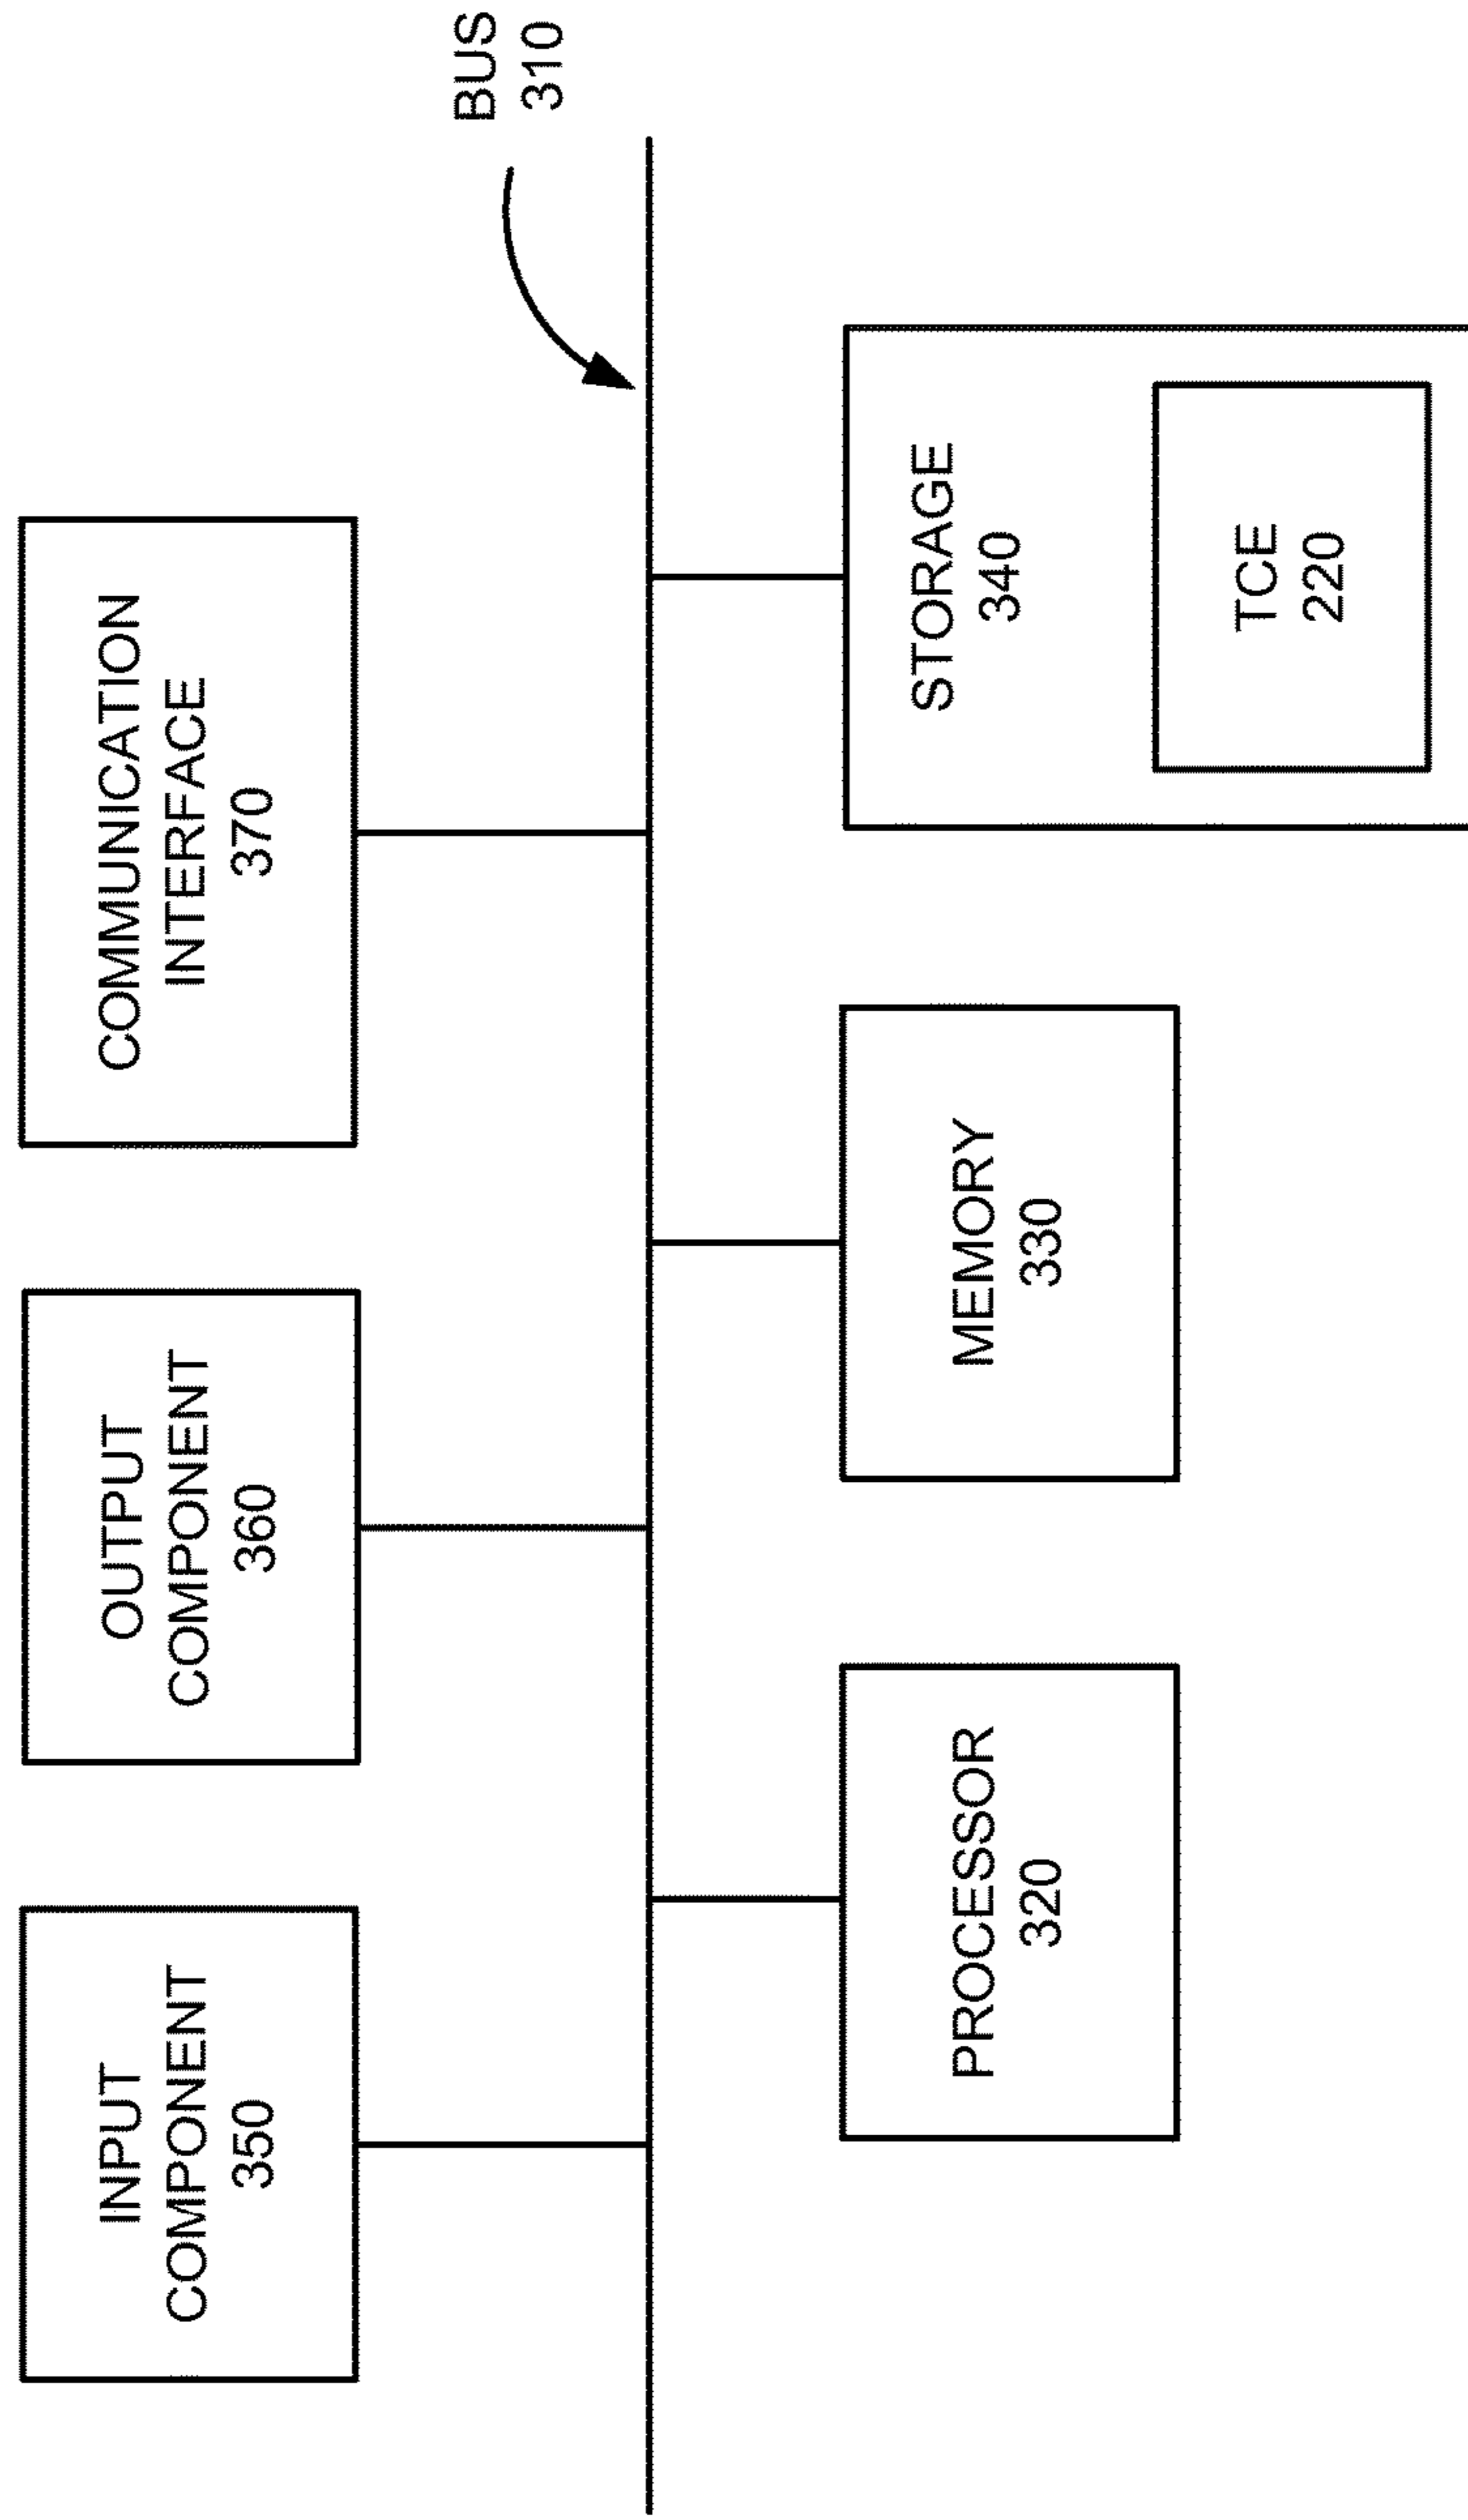 INPUT
COMPONENT
350
OUTPUT
COMPONENT
360
COMMUNICATION
INTERFACE
370
BUS
310
PROCESSOR
320
MEMORY
330
STORAGE
340
TCE
220